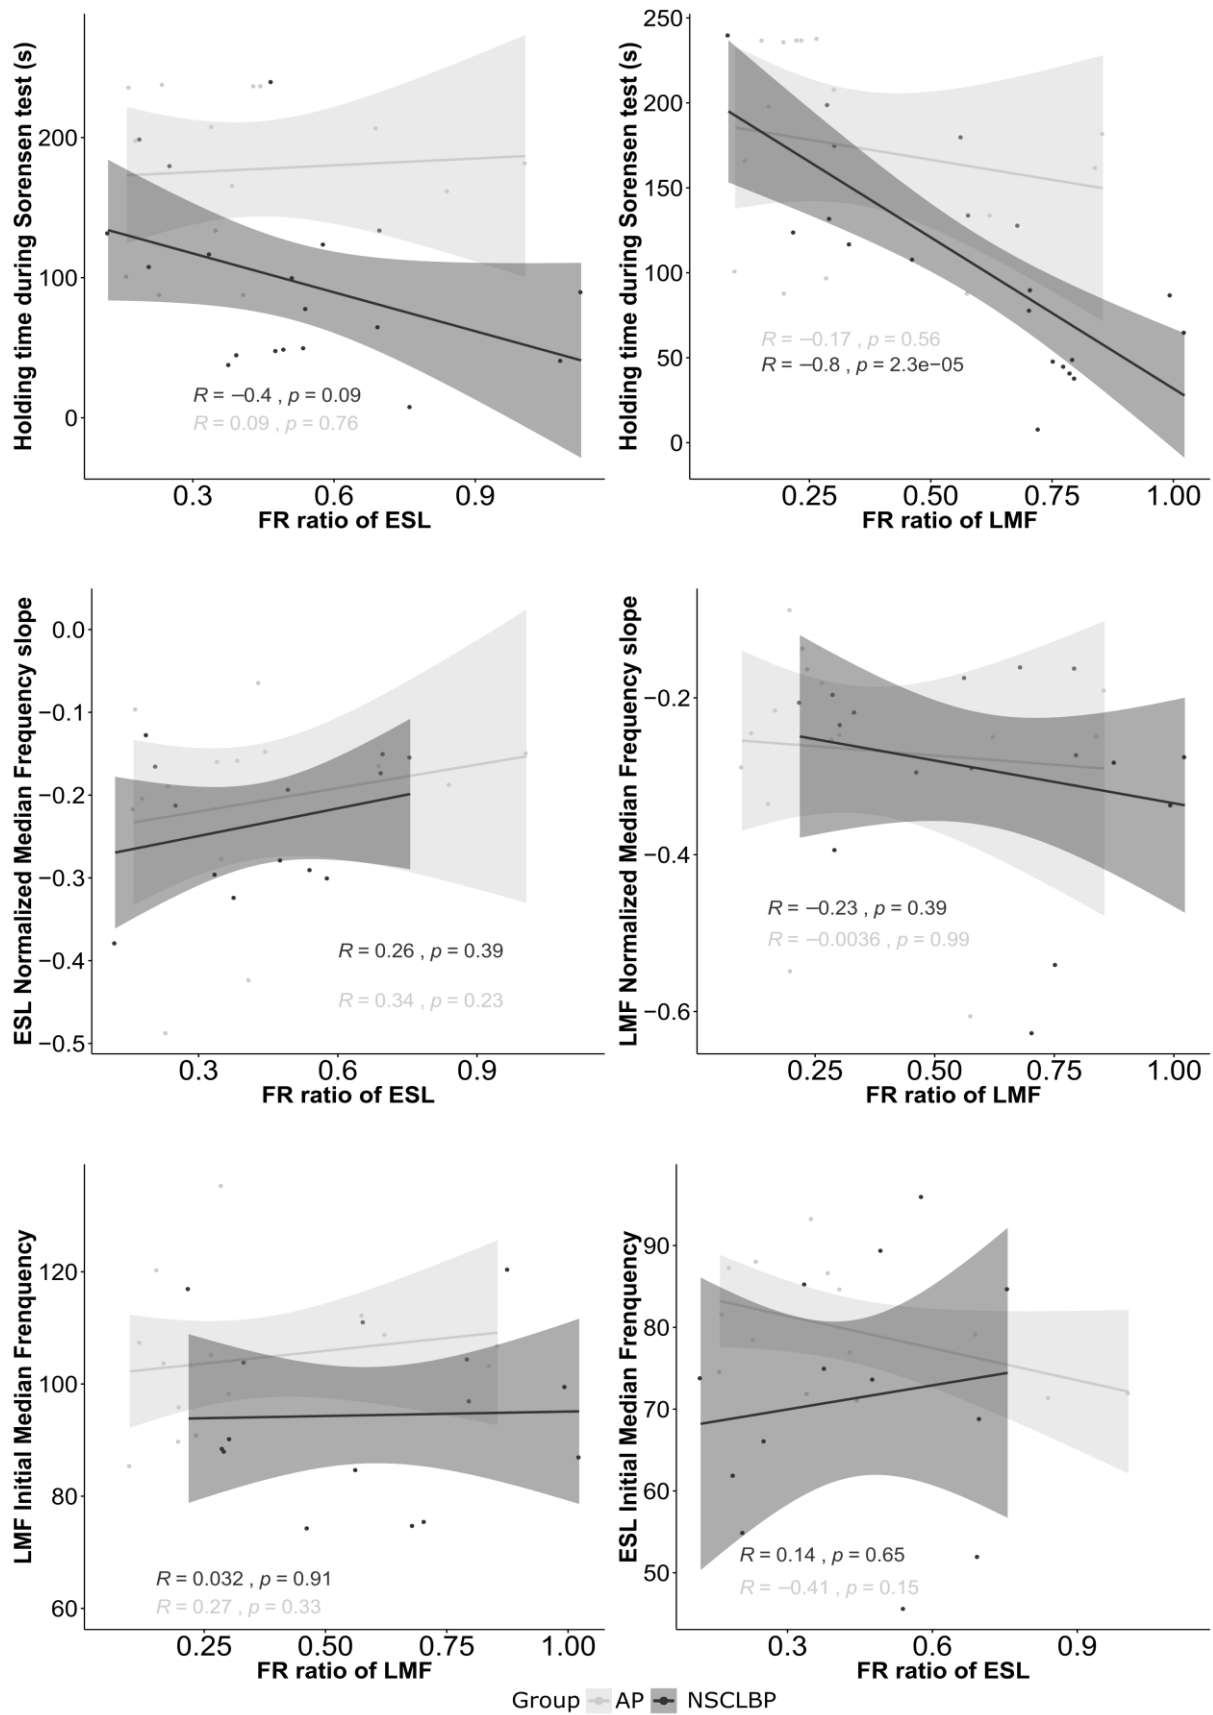 Holding time during Sorensen test (s)
200
100
0
R = −0.4 , p = 0.09
R = 0.09 , p = 0.76
0.3 0.6 0.9
FR ratio of ESL
Holding time during Sorensen test (s)
250
200
150
100
50
0
R = −0.17 , p = 0.56
R = −0.8 , p = 2.3e−05
0.25 0.50 0.75 1.00
FR ratio of LMF
ESL Normalized Median Frequency slope
0.0
−0.1
−0.2
−0.3
−0.4
−0.5
R = 0.26 , p = 0.39
R = 0.34 , p = 0.23
0.3 0.6 0.9
FR ratio of ESL
LMF Normalized Median Frequency slope
−0.2
−0.4
−0.6
R = −0.23 , p = 0.39
R = −0.0036 , p = 0.99
0.25 0.50 0.75 1.00
FR ratio of LMF
LMF Initial Median Frenquency
120
100
80
60
R = 0.032 , p = 0.91
R = 0.27 , p = 0.33
0.25 0.50 0.75 1.00
FR ratio of LMF
ESL Initial Median Frenquency
90
80
70
60
50
R = 0.14 , p = 0.65
R = −0.41 , p = 0.15
0.3 0.6 0.9
FR ratio of ESL
Group AP NSCLBP